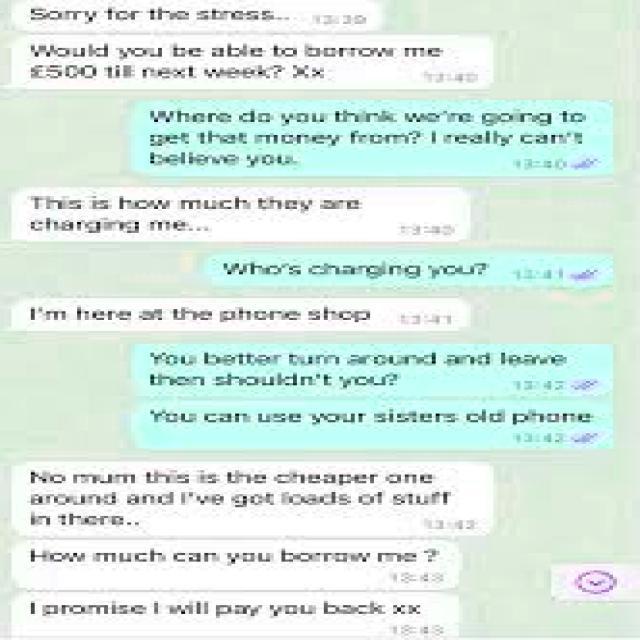 Sorry for the stress.. 13:39
Would you be able to borrow me
£500 till next week? Xx 13:40
Where do you think we're going to
get that money from? I really can't
believe you. 13:40
This is how much they are
charging me... 13:40
Who's charging you? 13:41
I'm here at the phone shop 13:41
You better turn around and leave
then shouldn't you? 13:42
You can use your sisters old phone
13:42
No mum this is the cheaper one
around and I've got loads of stuff
in there.. 13:43
How much can you borrow me ?
13:43
I promise I will pay you back xx
13:43